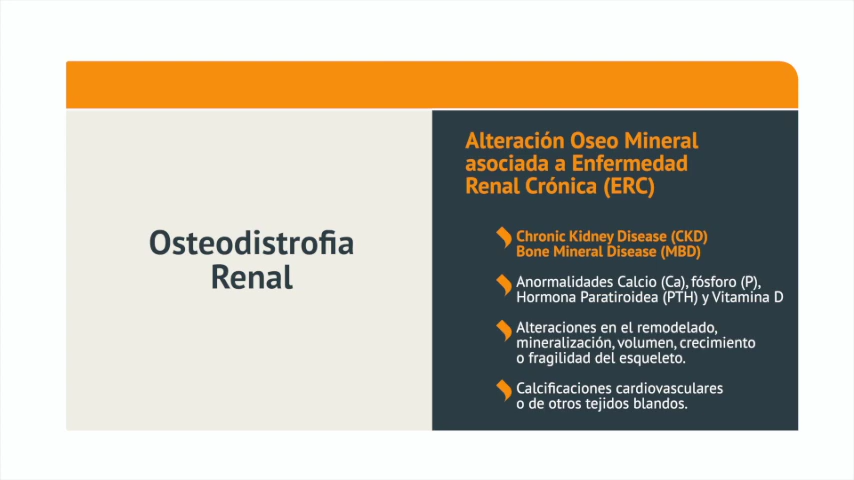 Osteodistrofia
Renal
Alteración Oseo Mineral
asociada a Enfermedad
Renal Crónica (ERC)
Chronic Kidney Disease (CKD)
Bone Mineral Disease (MBD)
Anormalidades Calcio (Ca), fósforo (P),
Hormona Paratiroidea (PTH) y Vitamina D
Alteraciones en el remodelado,
mineralización, volumen, crecimiento
o fragilidad del esqueleto.
Calcificaciones cardiovasculares
o de otros tejidos blandos.